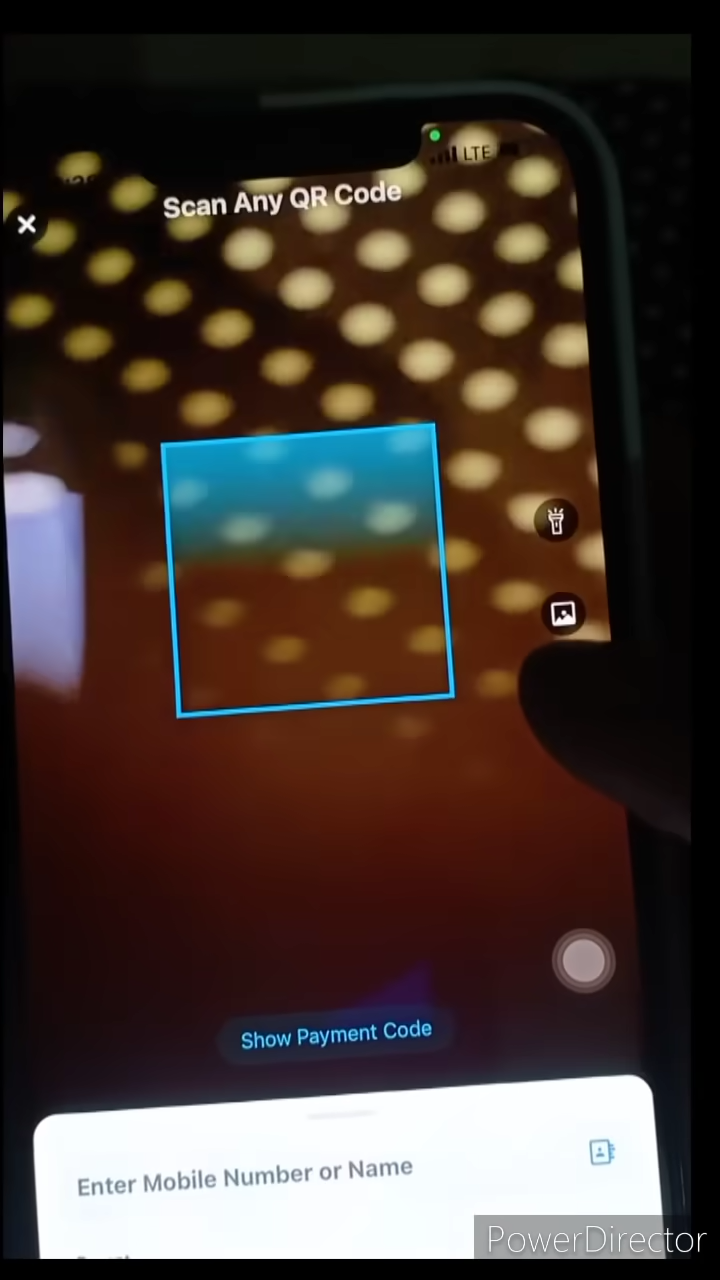 LTE
Scan Any QR Code
Show Payment Code
Enter Mobile Number or Name
PowerDirector